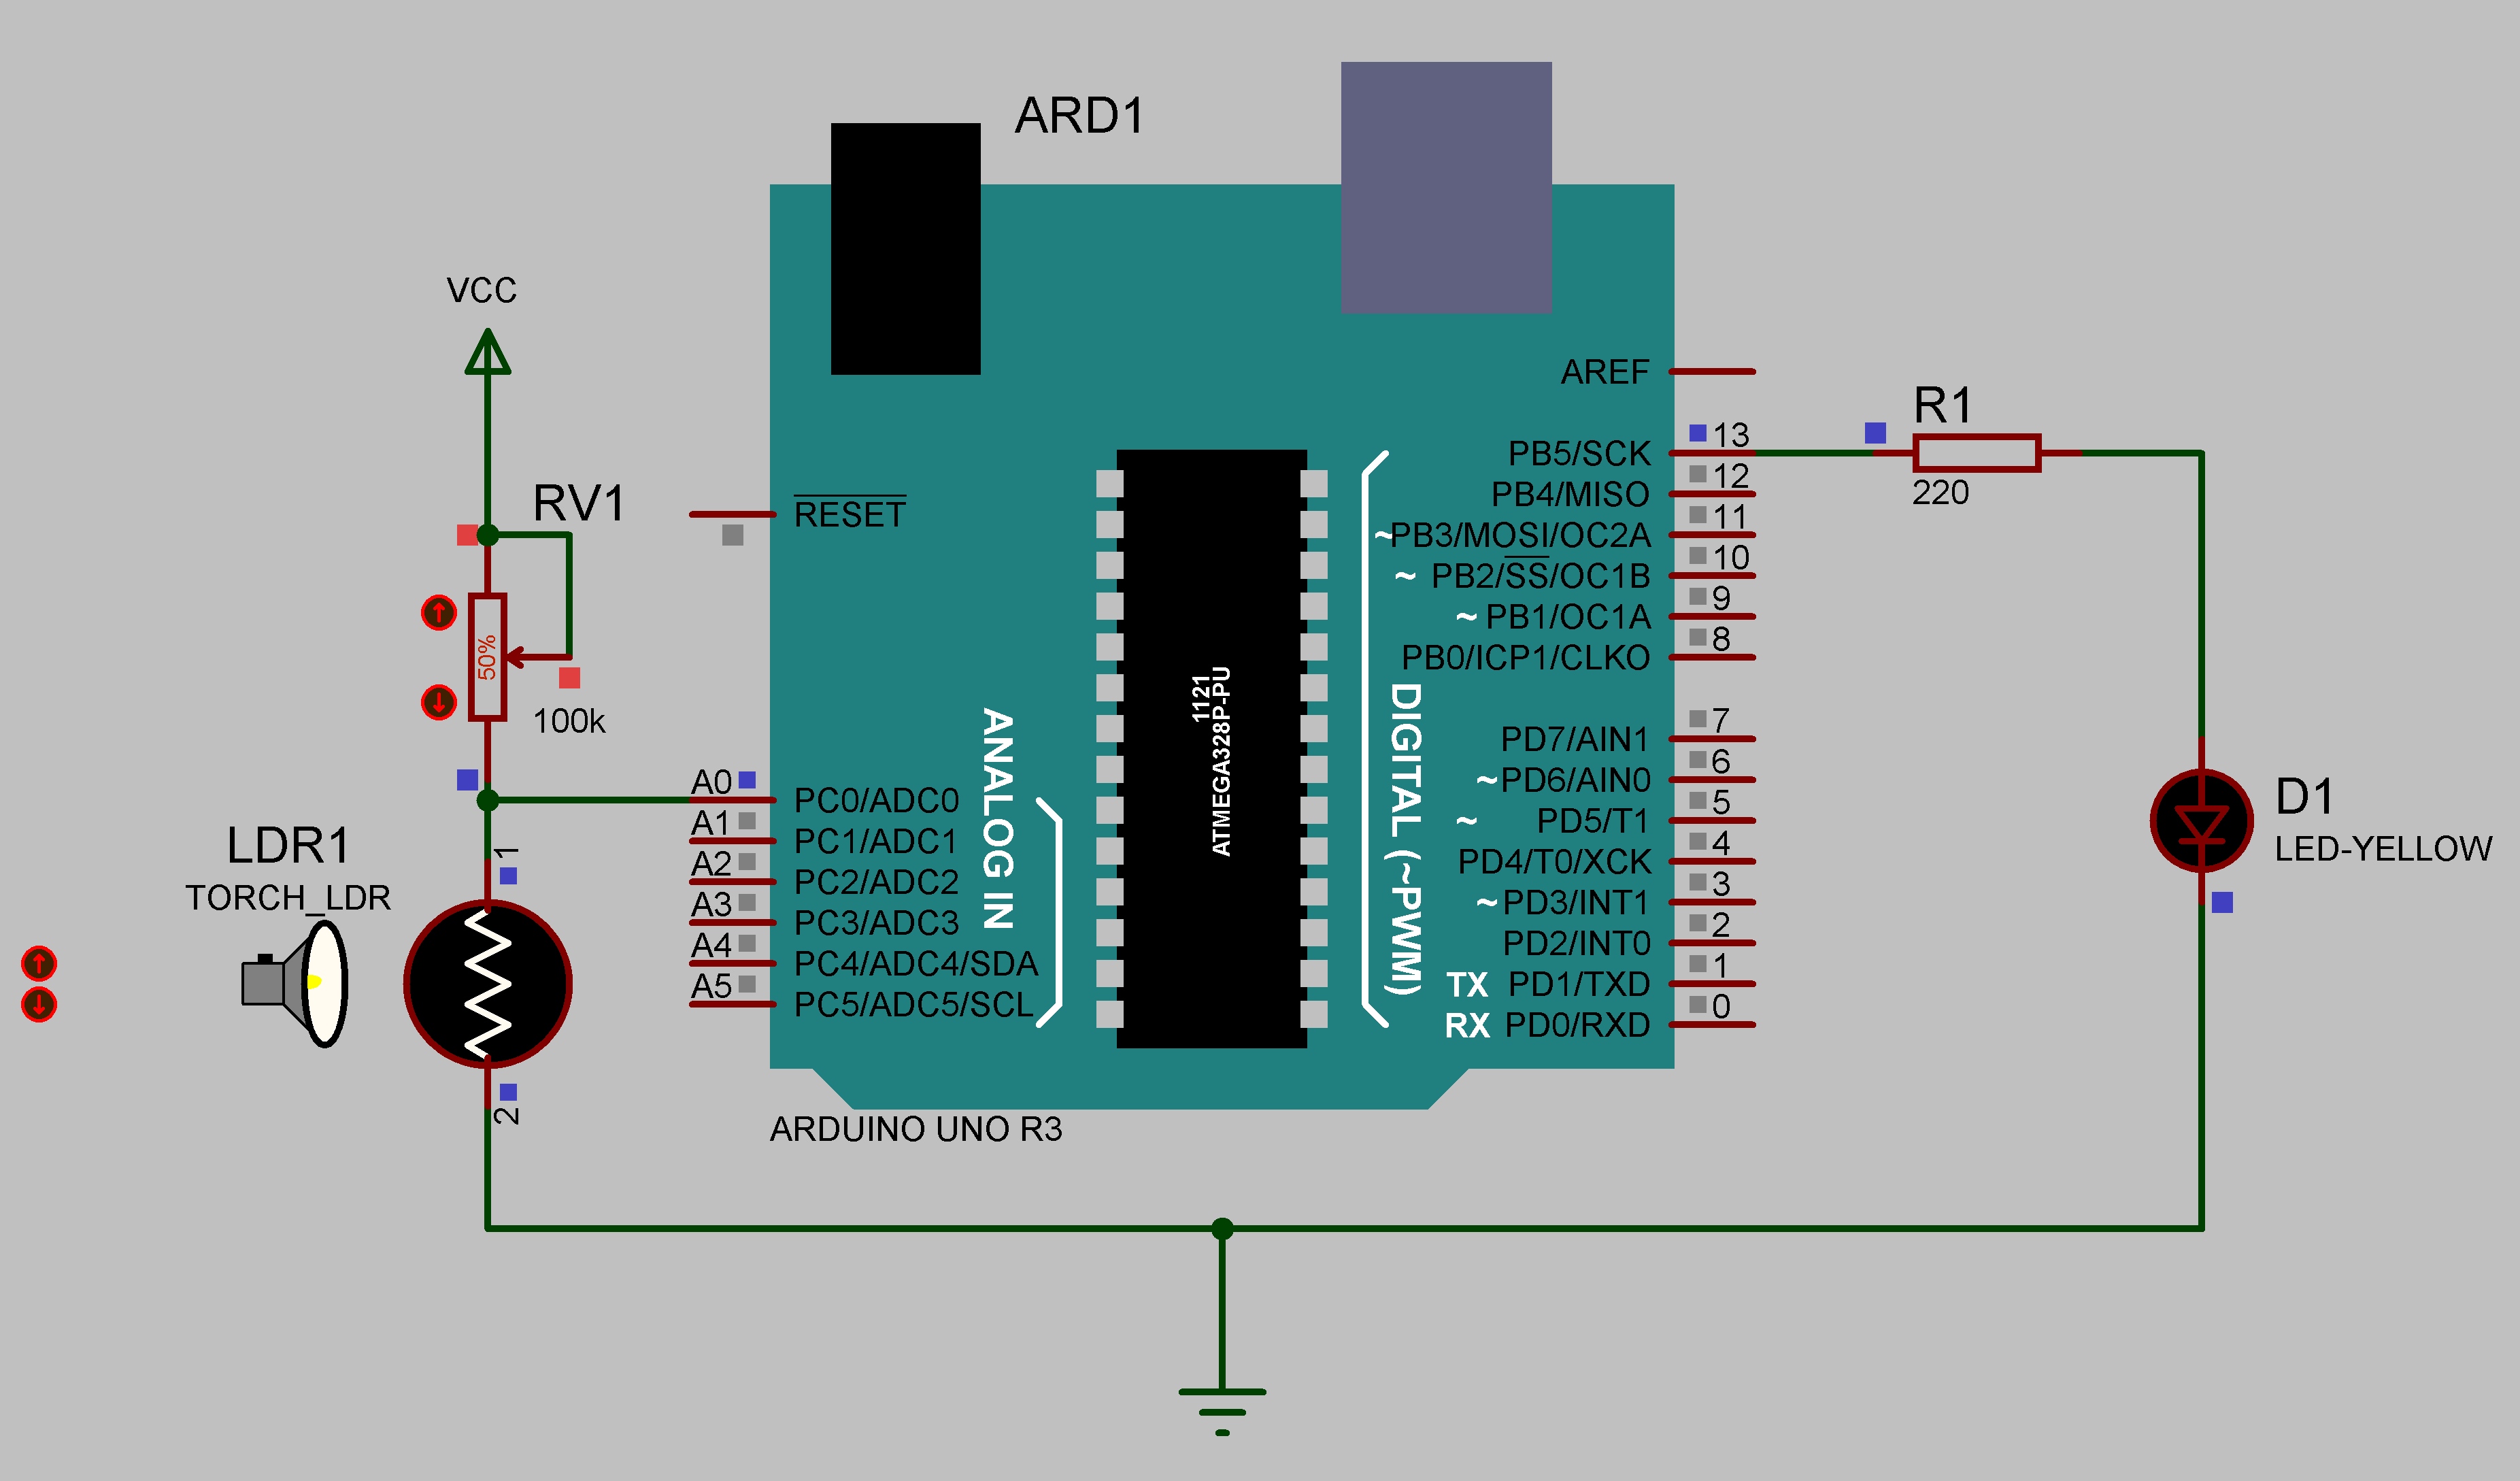 ARD1
VCC
RV1
50%
100k
LDR1
TORCH_LDR
1
2
RESET
A0
PC0/ADC0
A1
PC1/ADC1
A2
PC2/ADC2
A3
PC3/ADC3
A4
PC4/ADC4/SDA
A5
PC5/ADC5/SCL
ANALOG IN
1121
ATMEGA328P-PU
DIGITAL (~PWM)
AREF
PB5/SCK
13
PB4/MISO
12
~PB3/MOSI/OC2A
11
~ PB2/SS/OC1B
10
~ PB1/OC1A
9
PB0/ICP1/CLKO
8
PD7/AIN1
7
~ PD6/AIN0
6
~ PD5/T1
5
PD4/T0/XCK
4
~ PD3/INT1
3
PD2/INT0
2
TX PD1/TXD
1
RX PD0/RXD
0
ARDUINO UNO R3
R1
220
D1
LED-YELLOW